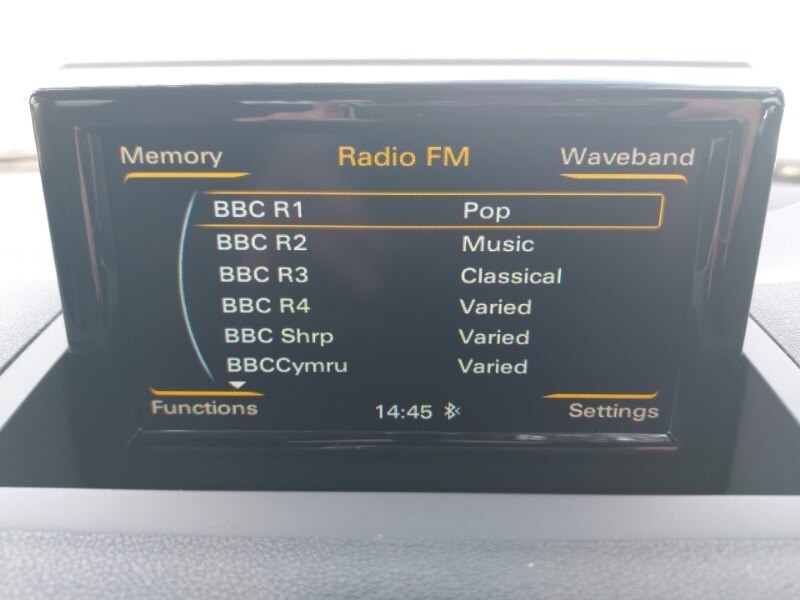 Memory Radio FM Waveband
BBC R1 Pop
BBC R2 Music
BBC R3 Classical
BBC R4 Varied
BBC Shrp Varied
BBCCymru Varied
Functions 14:45 Settings